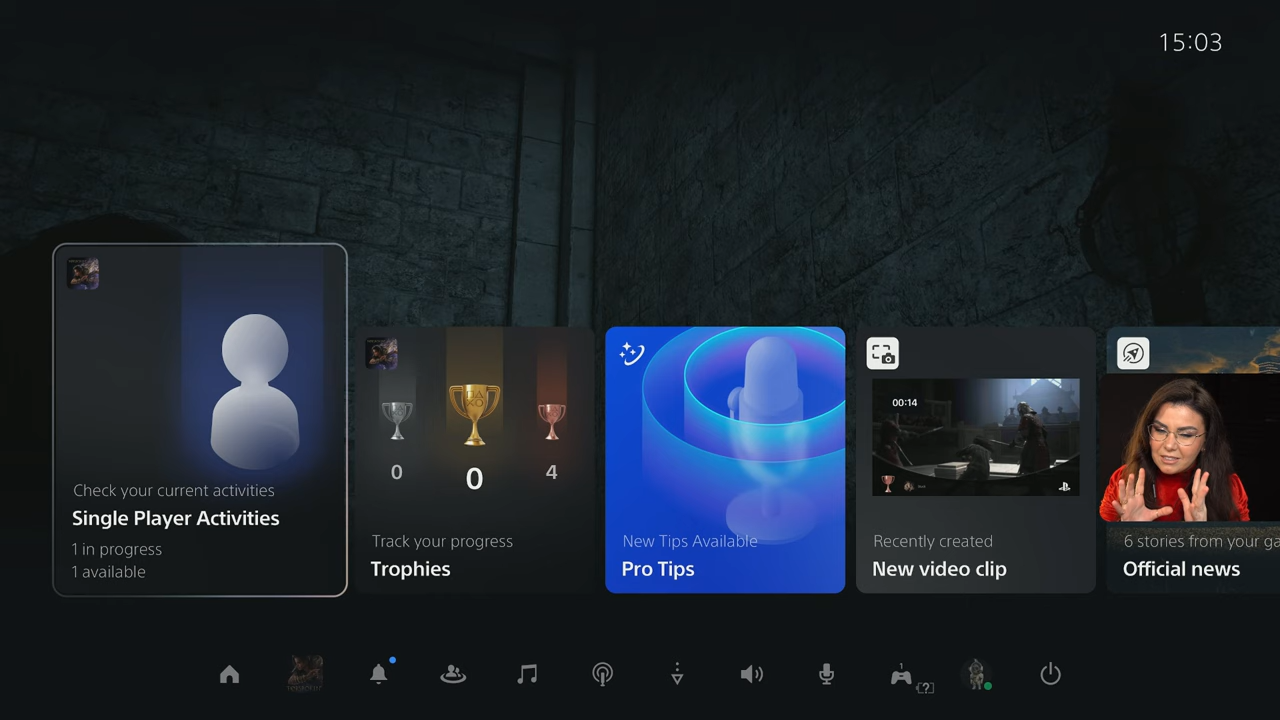 15:03
Check your current activities
Single Player Activities
1 in progress
1 available
0
0
4
Track your progress
Trophies
New Tips Available
Pro Tips
00:14
Recently created
New video clip
6 stories from your ga
Official news
1
[?]